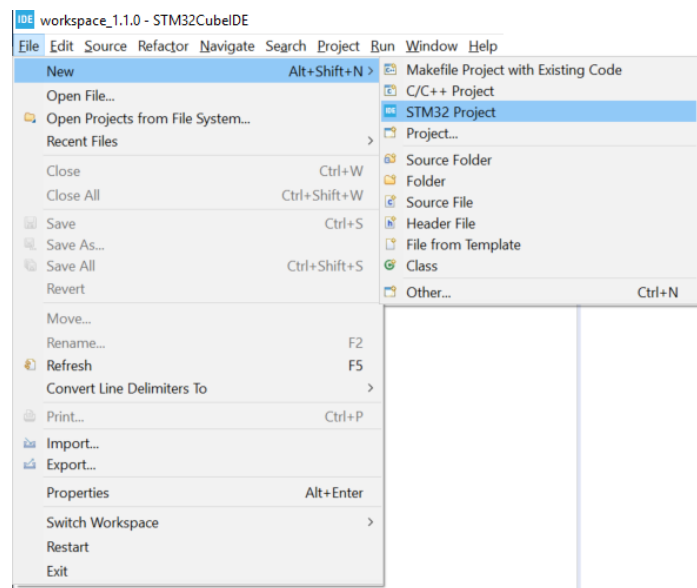 IDE workspace_1.1.0 - STM32CubeIDE
File Edit Source Refactor Navigate Search Project Run Window Help
New Alt+Shift+N >
Open File...
Open Projects from File System...
Recent Files >
Close Ctrl+W
Close All Ctrl+Shift+W
Save Ctrl+S
Save As...
Save All Ctrl+Shift+S
Revert
Move...
Rename... F2
Refresh F5
Convert Line Delimiters To >
Print... Ctrl+P
Import...
Export...
Properties Alt+Enter
Switch Workspace >
Restart
Exit
Makefile Project with Existing Code
C/C++ Project
IDE STM32 Project
Project...
Source Folder
Folder
Source File
Header File
File from Template
Class
Other... Ctrl+N